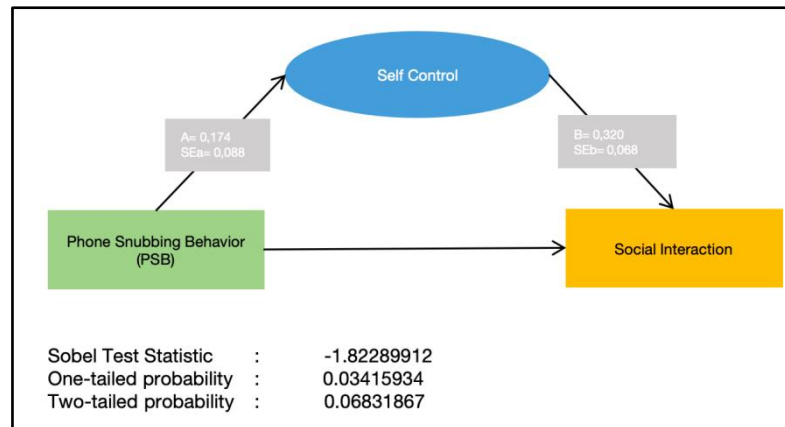 Self Control
A= 0,174
SEa= 0,088
B= 0,320
SEb= 0,068
Phone Snubbing Behavior
(PSB)
Social Interaction
Sobel Test Statistic : -1.82289912
One-tailed probability : 0.03415934
Two-tailed probability : 0.06831867